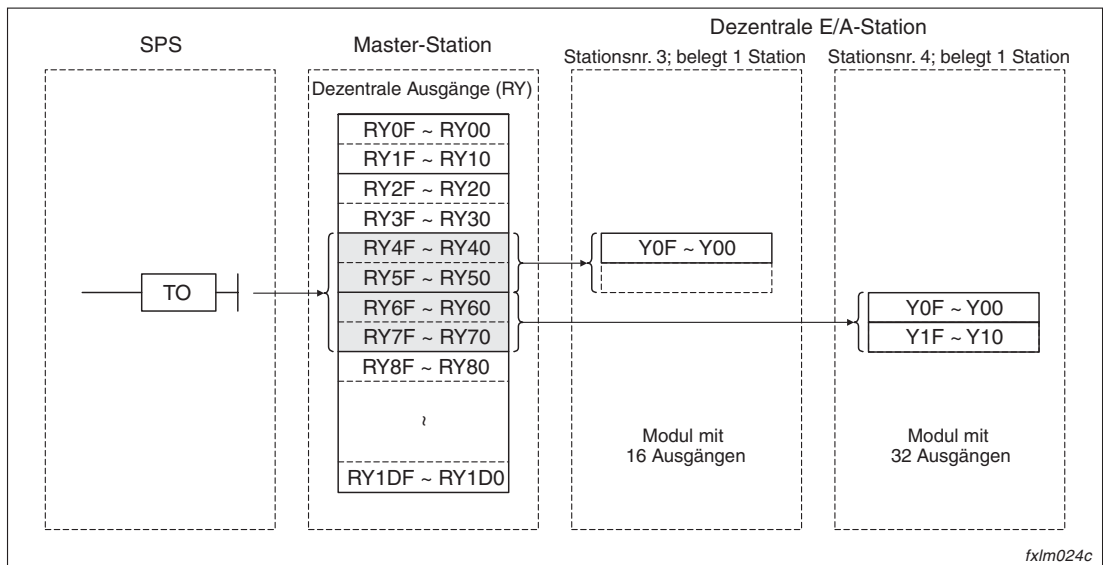 SPS
Master-Station
Dezentrale E/A-Station
Stationsnr. 3; belegt 1 Station
Stationsnr. 4; belegt 1 Station
Dezentrale Ausgänge (RY)
RY0F ~ RY00
RY1F ~ RY10
RY2F ~ RY20
RY3F ~ RY30
RY4F ~ RY40
RY5F ~ RY50
RY6F ~ RY60
RY7F ~ RY70
RY8F ~ RY80
~
RY1DF ~ RY1D0
TO
Y0F ~ Y00
Y0F ~ Y00
Y1F ~ Y10
Modul mit
16 Ausgängen
Modul mit
32 Ausgängen
fxlm024c